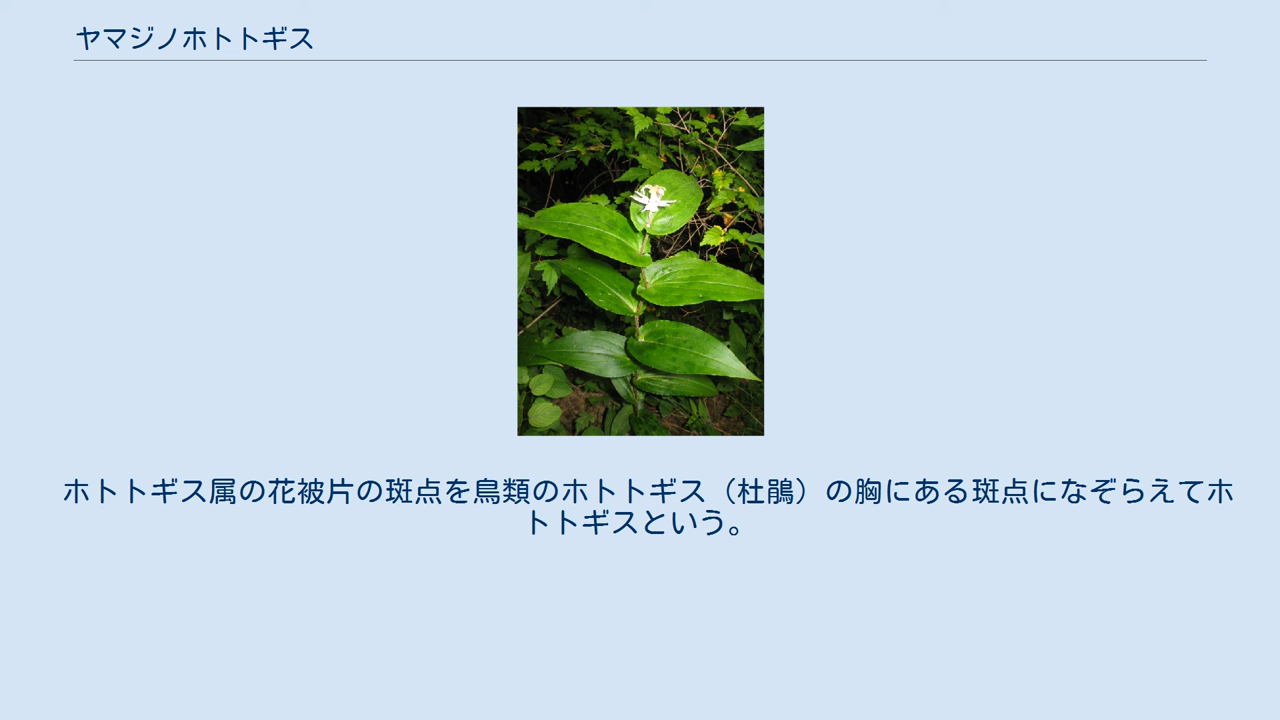 ヤマジノホトトギス
ホトトギス属の花被片の斑点を鳥類のホトトギス（杜鵑）の胸にある斑点になぞらえてホ
トトギスという。